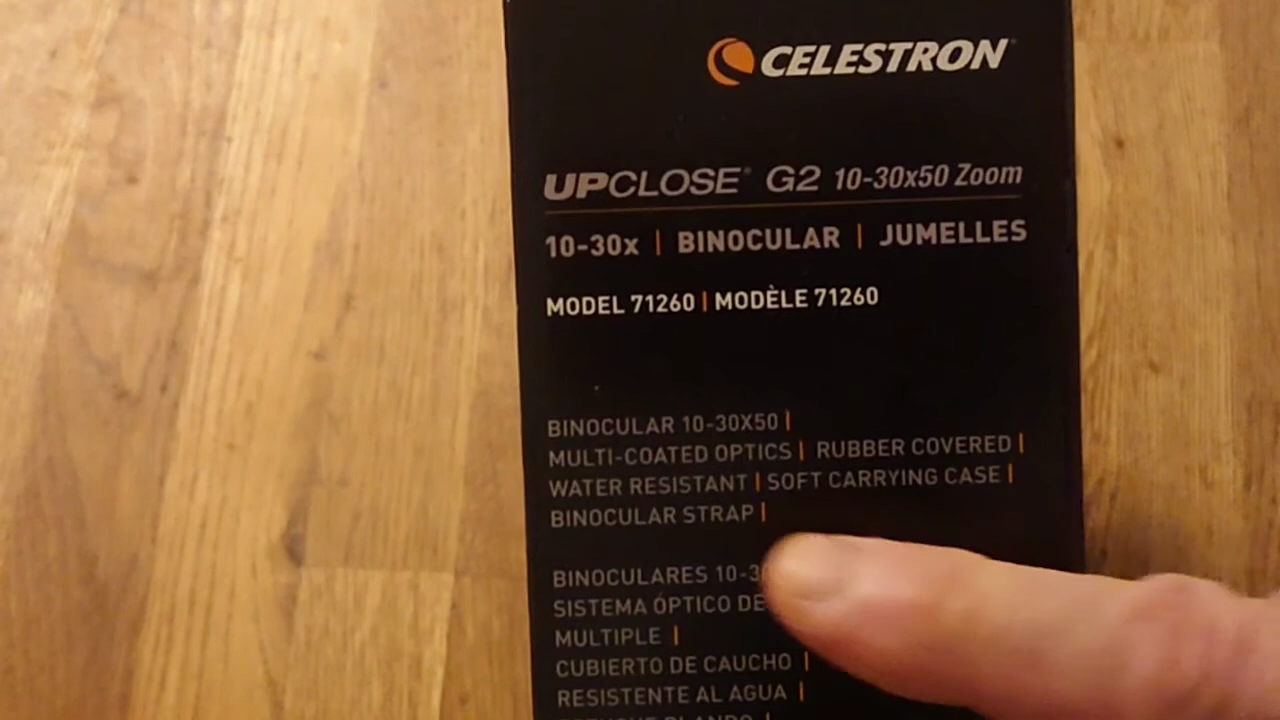 CELESTRON
UPCLOSE® G2 10-30x50 Zoom
10-30x | BINOCULAR | JUMELLES
MODEL 71260 | MODÈLE 71260
BINOCULAR 10-30X50 |
MULTI-COATED OPTICS | RUBBER COVERED |
WATER RESISTANT | SOFT CARRYING CASE |
BINOCULAR STRAP |
BINOCULARES 10-3
SISTEMA ÓPTICO DE
MULTIPLE |
CUBIERTO DE CAUCHO |
RESISTENTE AL AGUA |